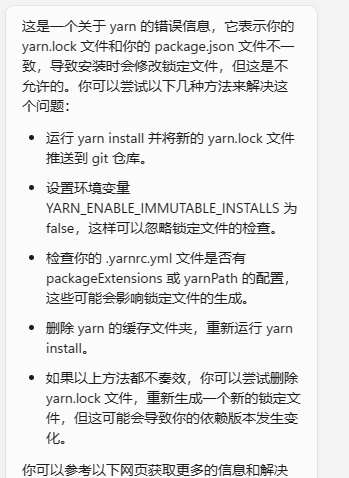 这是一个关于 yarn 的错误信息，它表示你的
yarn.lock 文件和你的 package.json 文件不一
致，导致安装时会修改锁定文件，但这是不
允许的。你可以尝试以下几种方法来解决这
个问题：
• 运行 yarn install 并将新的 yarn.lock 文件
推送到 git 仓库。
• 设置环境变量
YARN_ENABLE_IMMUTABLE_INSTALLS 为
false，这样可以忽略锁定文件的检查。
• 检查你的 .yarnrc.yml 文件是否有
packageExtensions 或 yarnPath 的配置，
这些可能会影响锁定文件的生成。
• 删除 yarn 的缓存文件夹，重新运行 yarn
install。
• 如果以上方法都不奏效，你可以尝试删除
yarn.lock 文件，重新生成一个新的锁定文
件，但这可能会导致你的依赖版本发生变
化。
你可以参考以下网页获取更多的信息和解决